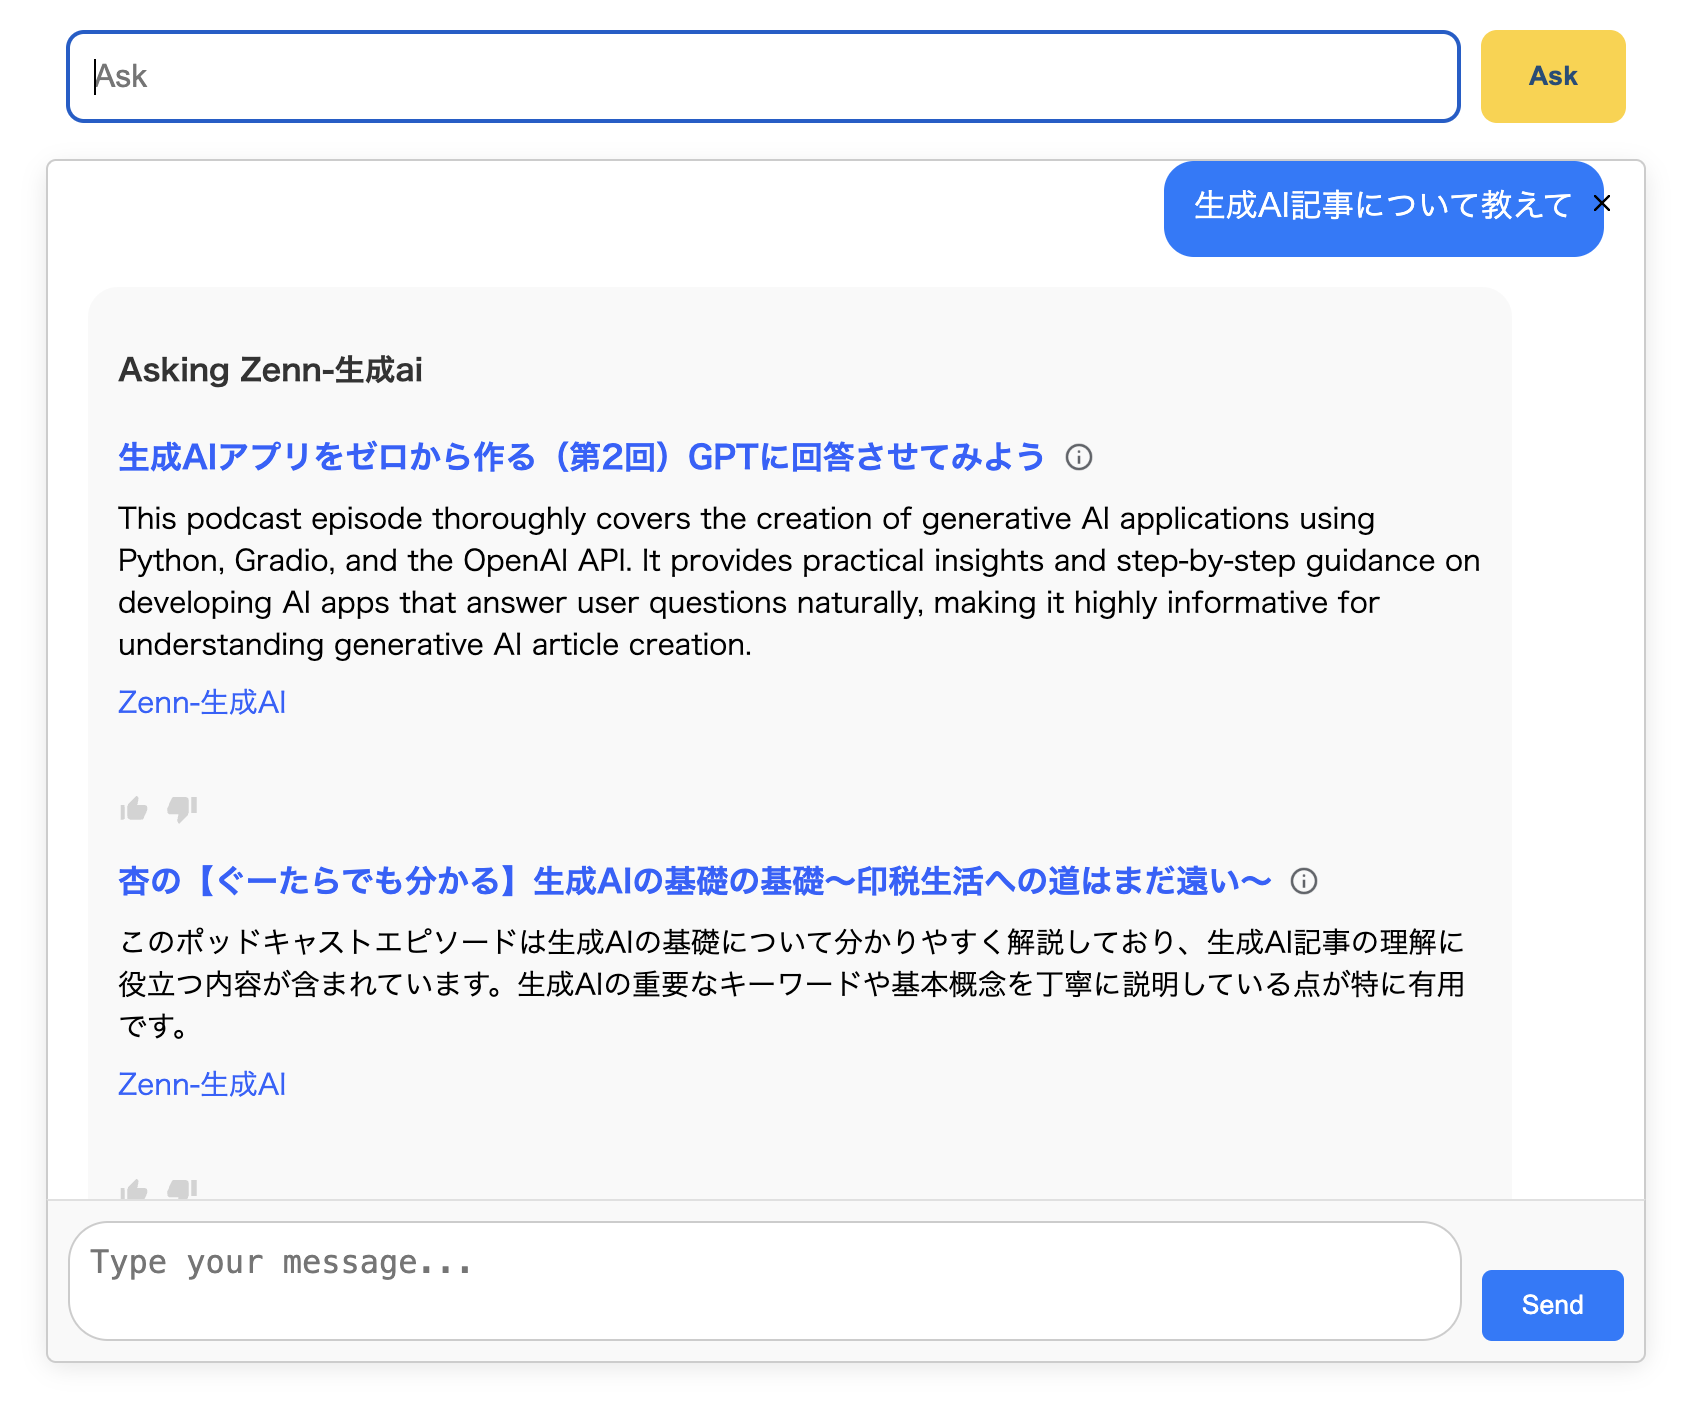 Ask
Ask
生成AI記事について教えて
Asking Zenn-生成ai
生成AIアプリをゼロから作る（第2回）GPTに回答させてみよう
This podcast episode thoroughly covers the creation of generative AI applications using
Python, Gradio, and the OpenAI API. It provides practical insights and step-by-step guidance on
developing AI apps that answer user questions naturally, making it highly informative for
understanding generative AI article creation.
Zenn-生成AI
杏の【ぐーたらでも分かる】生成AIの基礎の基礎〜印税生活への道はまだ遠い〜
このポッドキャストエピソードは生成AIの基礎について分かりやすく解説しており、生成AI記事の理解に
役立つ内容が含まれています。生成AIの重要なキーワードや基本概念を丁寧に説明している点が特に有用
です。
Zenn-生成AI
Type your message...
Send